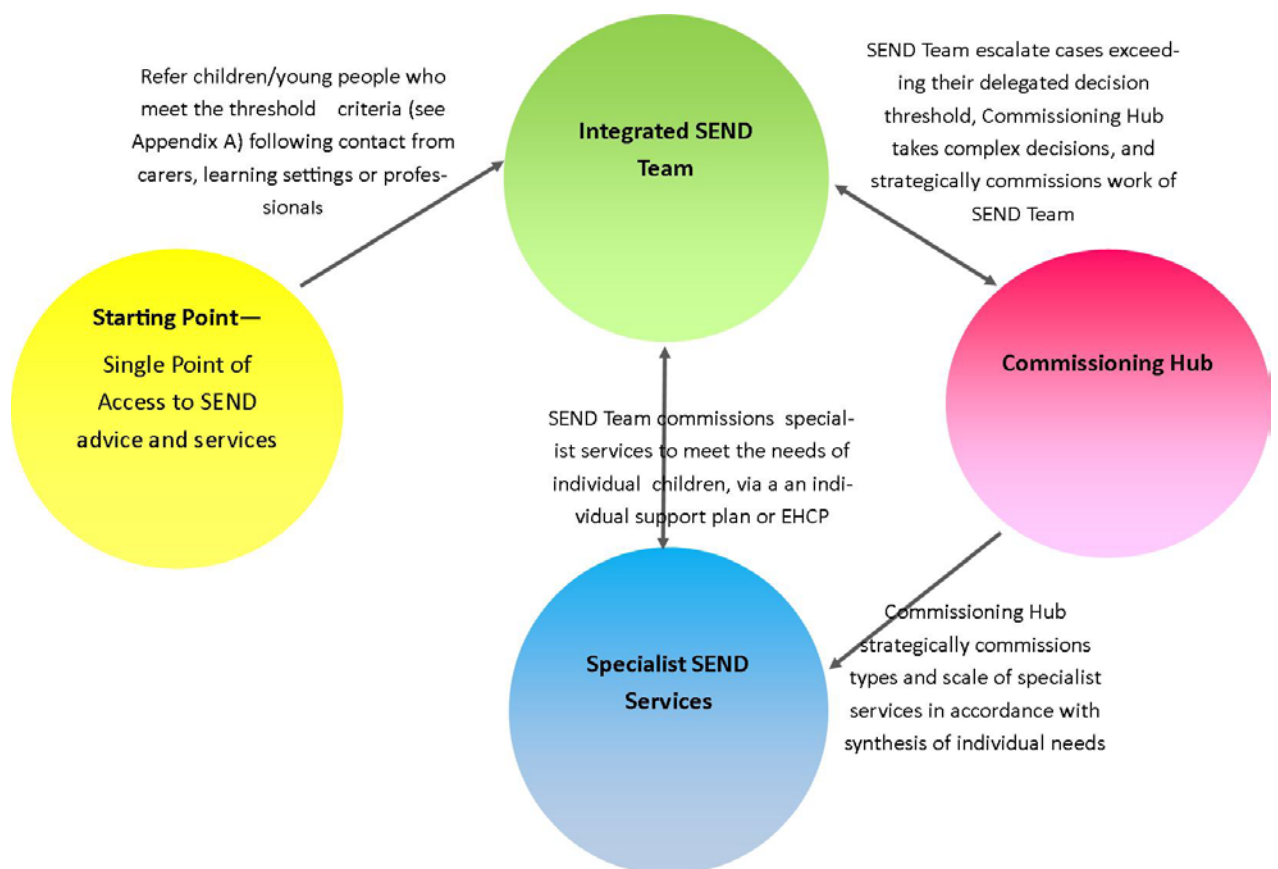 Refer children/young people who
meet the threshold criteria (see
Appendix A) following contact from
carers, learning settings or profes-
sionals
Integrated SEND
Team
SEND Team escalate cases exceed-
ing their delegated decision
threshold, Commissioning Hub
takes complex decisions, and
strategically commissions work of
SEND Team
Starting Point—
Single Point of
Access to SEND
advice and services
Commissioning Hub
SEND Team commissions special-
ist services to meet the needs of
individual children, via a an indi-
vidual support plan or EHCP
Specialist SEND
Services
Commissioning Hub
strategically commissions
types and scale of specialist
services in accordance with
synthesis of individual needs